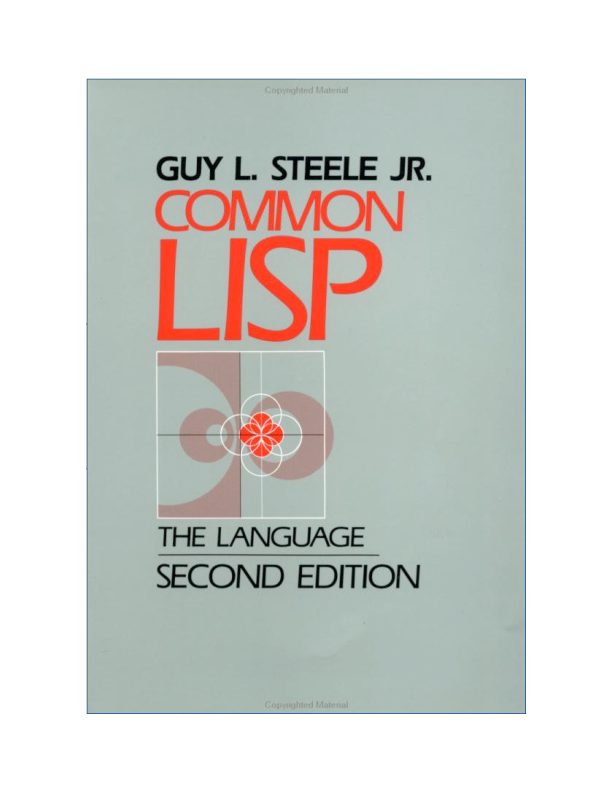 Copyrighted Material
GUY L. STEELE JR.
COMMON
LISP
THE LANGUAGE
SECOND EDITION
Copyrighted Material